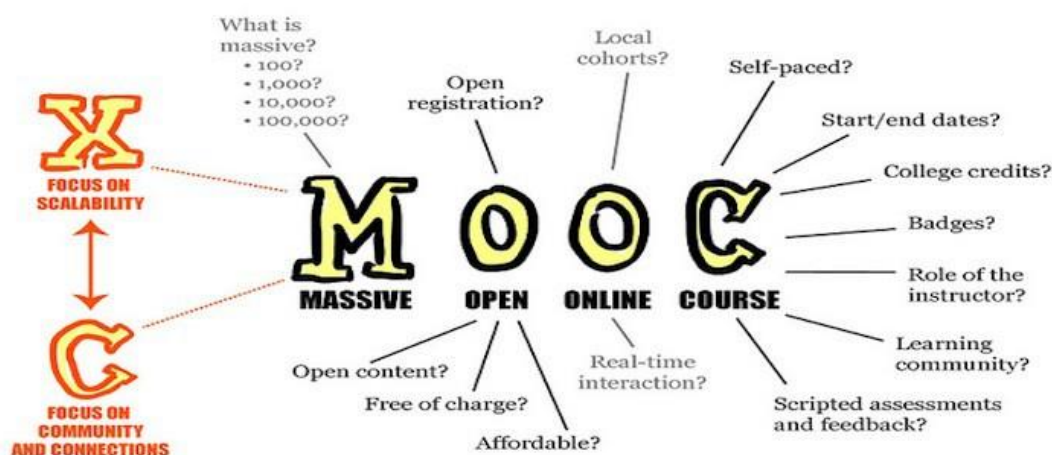 What is
massive?
• 100?
• 1,000?
• 10,000?
• 100,000?
Open
registration?
Local
cohorts?
Self-paced?
Start/end dates?
College credits?
Badges?
Role of the
instructor?
Learning
community?
Scripted assessments
and feedback?
X
FOCUS ON
SCALABILITY
C
FOCUS ON
COMMUNITY
AND CONNECTIONS
MOOC
MASSIVE OPEN ONLINE COURSE
Open content?
Free of charge?
Affordable?
Real-time
interaction?